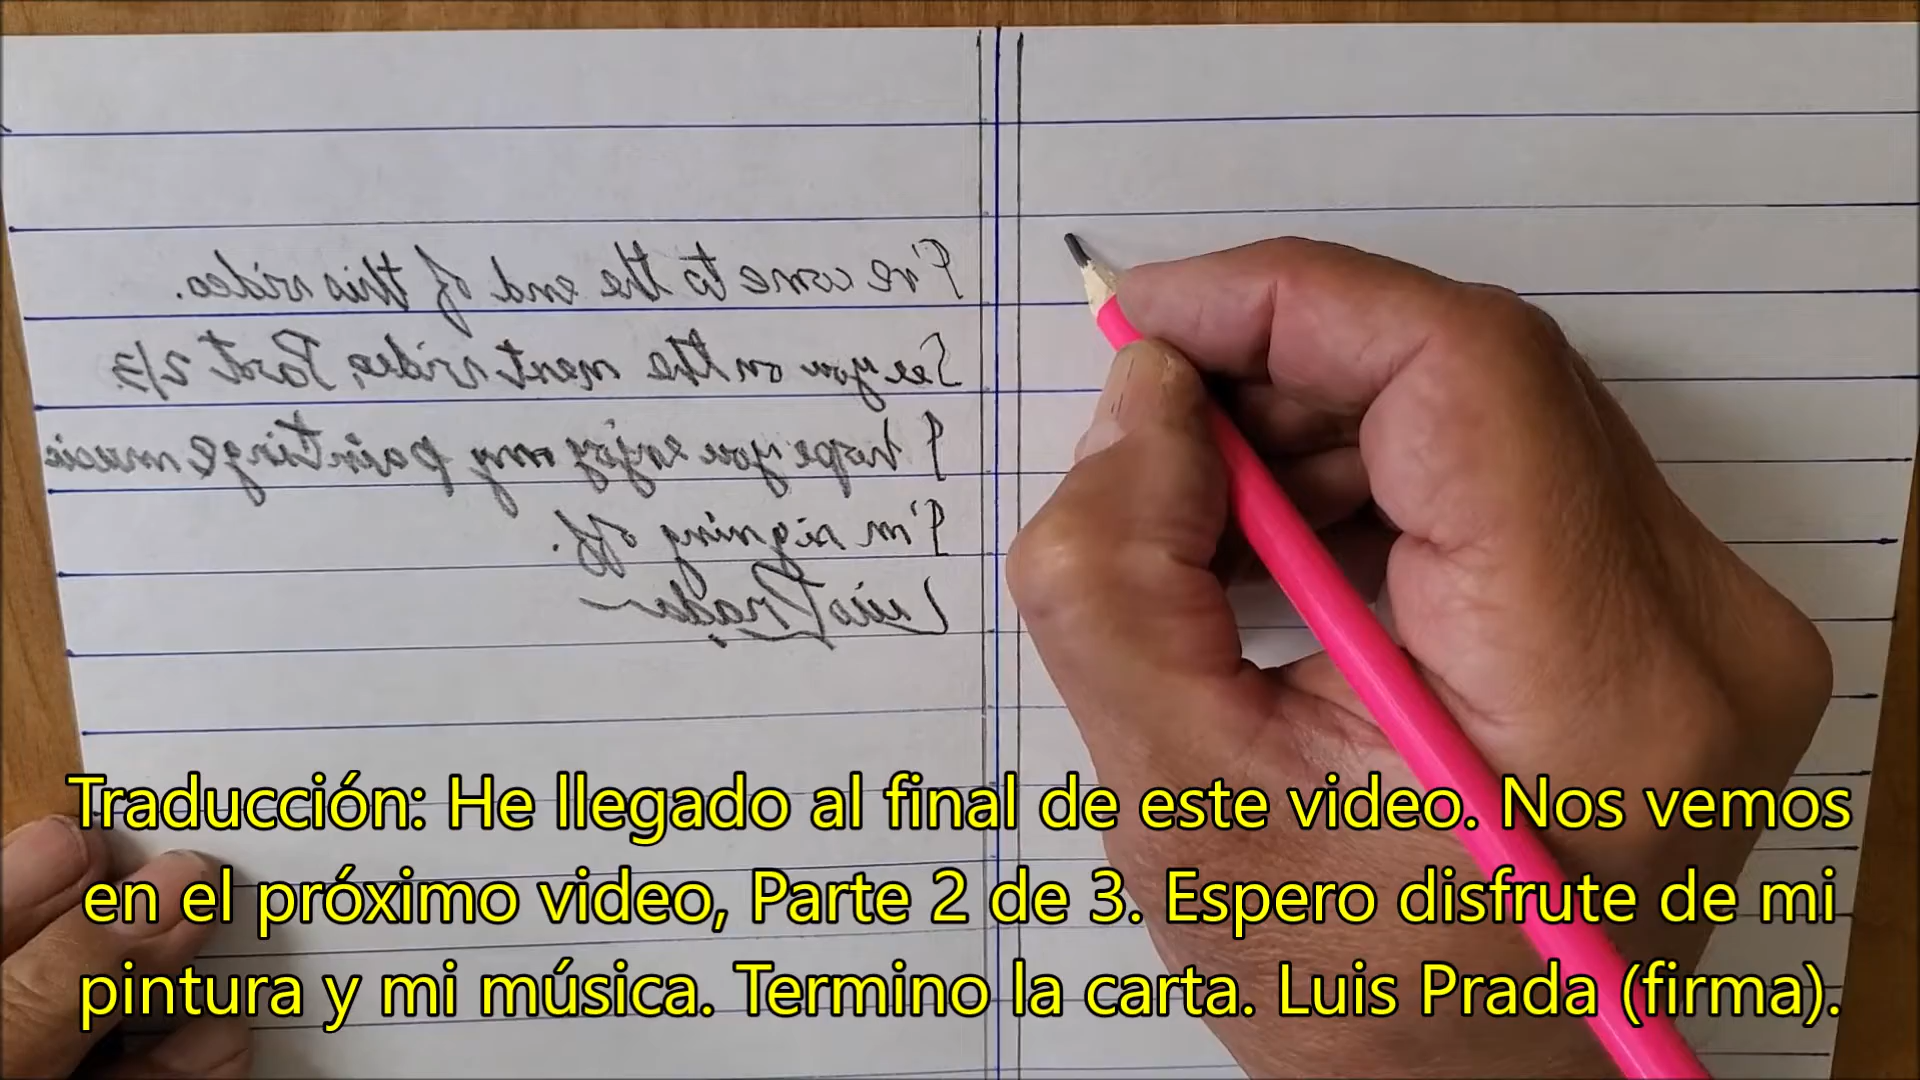 I've come to the end of this video.
See you on the next video, Part 2/3.
I hope you enjoy my painting & music
I'm signing off.
Luis Prada
Traducción: He llegado al final de este video. Nos vemos
en el próximo video, Parte 2 de 3. Espero disfrute de mi
pintura y mi música. Termino la carta. Luis Prada (firma).